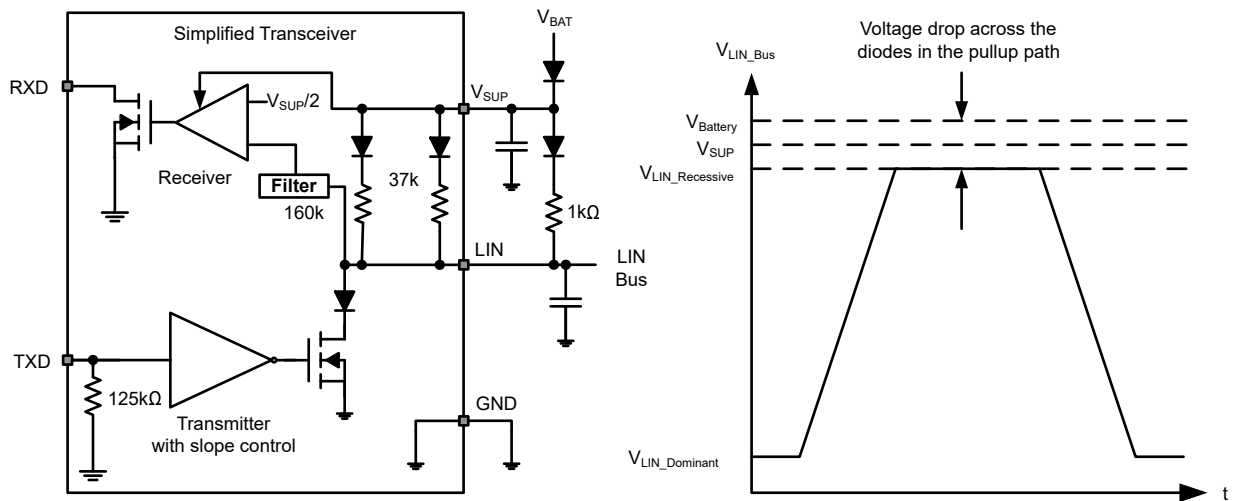 Simplified Transceiver
V_BAT
RXD
V_SUP/2
V_SUP
Receiver
Filter
160k
37k
1kΩ
LIN
LIN
Bus
TXD
125kΩ
Transmitter
with slope control
GND
Voltage drop across the
diodes in the pullup path
V_LIN_Bus
V_Battery
V_SUP
V_LIN_Recessive
V_LIN_Dominant
t